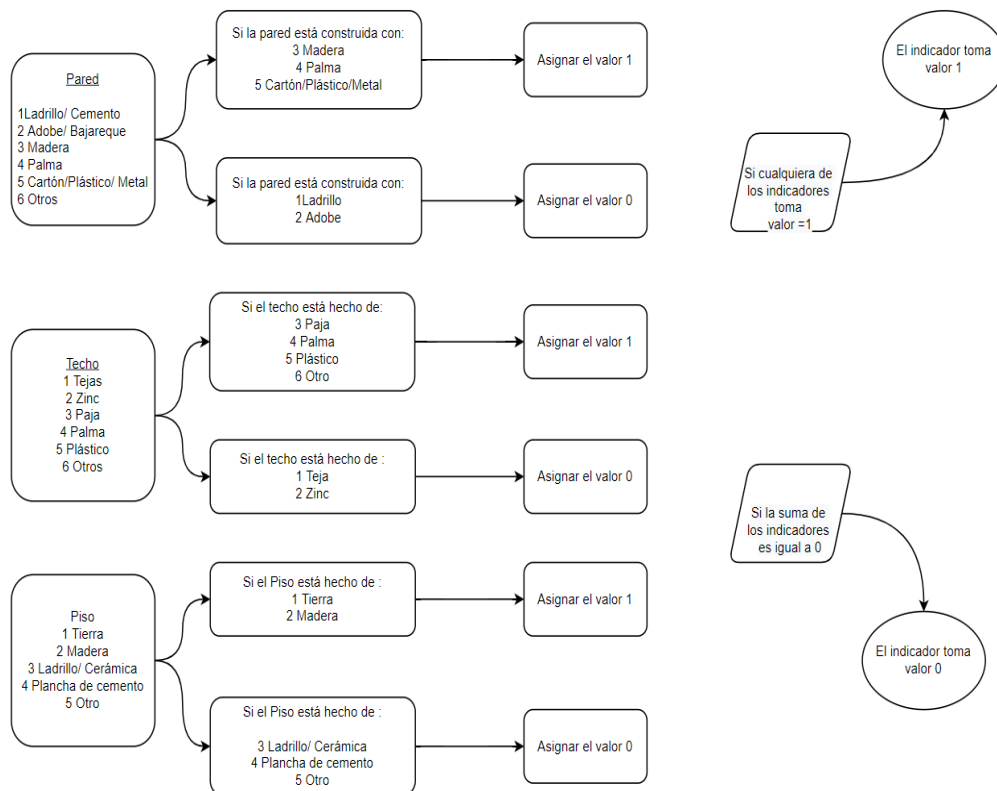 Pared
1Ladrillo/ Cemento
2 Adobe/ Bajareque
3 Madera
4 Palma
5 Cartón/Plástico/ Metal
6 Otros
Si la pared está construida con:
3 Madera
4 Palma
5 Cartón/Plástico/Metal
Asignar el valor 1
Si la pared está construida con:
1Ladrillo
2 Adobe
Asignar el valor 0
El indicador toma
valor 1
Si cualquiera de
los indicadores
toma
valor =1
Techo
1 Tejas
2 Zinc
3 Paja
4 Palma
5 Plástico
6 Otros
Si el techo está hecho de:
3 Paja
4 Palma
5 Plástico
6 Otro
Asignar el valor 1
Si el techo está hecho de :
1 Teja
2 Zinc
Asignar el valor 0
Si la suma de
los indicadores
es igual a 0
El indicador toma
valor 0
Piso
1 Tierra
2 Madera
3 Ladrillo/ Cerámica
4 Plancha de cemento
5 Otro
Si el Piso está hecho de :
1 Tierra
2 Madera
Asignar el valor 1
Si el Piso está hecho de :
3 Ladrillo/ Cerámica
4 Plancha de cemento
5 Otro
Asignar el valor 0